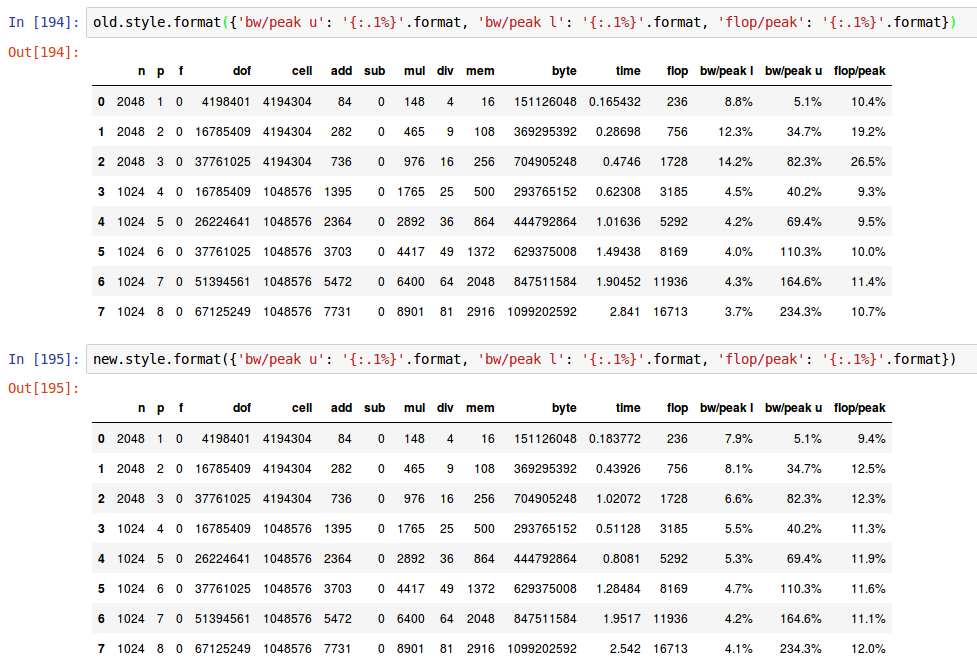 In [194]: old.style.format({'bw/peak u': '{:.1%}'.format, 'bw/peak l': '{:.1%}'.format, 'flop/peak': '{:.1%}'.format})
Out[194]:
n p f dof cell add sub mul div mem byte time flop bw/peak l bw/peak u flop/peak
0 2048 1 0 4198401 4194304 84 0 148 4 16 151126048 0.165432 236 8.8% 5.1% 10.4%
1 2048 2 0 16785409 4194304 282 0 465 9 108 369295392 0.28698 756 12.3% 34.7% 19.2%
2 2048 3 0 37761025 4194304 736 0 976 16 256 704905248 0.4746 1728 14.2% 82.3% 26.5%
3 1024 4 0 16785409 1048576 1395 0 1765 25 500 293765152 0.62308 3185 4.5% 40.2% 9.3%
4 1024 5 0 26224641 1048576 2364 0 2892 36 864 444792864 1.01636 5292 4.2% 69.4% 9.5%
5 1024 6 0 37761025 1048576 3703 0 4417 49 1372 629375008 1.49438 8169 4.0% 110.3% 10.0%
6 1024 7 0 51394561 1048576 5472 0 6400 64 2048 847511584 1.90452 11936 4.3% 164.6% 11.4%
7 1024 8 0 67125249 1048576 7731 0 8901 81 2916 1099202592 2.841 16713 3.7% 234.3% 10.7%
In [195]: new.style.format({'bw/peak u': '{:.1%}'.format, 'bw/peak l': '{:.1%}'.format, 'flop/peak': '{:.1%}'.format})
Out[195]:
n p f dof cell add sub mul div mem byte time flop bw/peak l bw/peak u flop/peak
0 2048 1 0 4198401 4194304 84 0 148 4 16 151126048 0.183772 236 7.9% 5.1% 9.4%
1 2048 2 0 16785409 4194304 282 0 465 9 108 369295392 0.43926 756 8.1% 34.7% 12.5%
2 2048 3 0 37761025 4194304 736 0 976 16 256 704905248 1.02072 1728 6.6% 82.3% 12.3%
3 1024 4 0 16785409 1048576 1395 0 1765 25 500 293765152 0.51128 3185 5.5% 40.2% 11.3%
4 1024 5 0 26224641 1048576 2364 0 2892 36 864 444792864 0.8081 5292 5.3% 69.4% 11.9%
5 1024 6 0 37761025 1048576 3703 0 4417 49 1372 629375008 1.28484 8169 4.7% 110.3% 11.6%
6 1024 7 0 51394561 1048576 5472 0 6400 64 2048 847511584 1.9517 11936 4.2% 164.6% 11.1%
7 1024 8 0 67125249 1048576 7731 0 8901 81 2916 1099202592 2.542 16713 4.1% 234.3% 12.0%